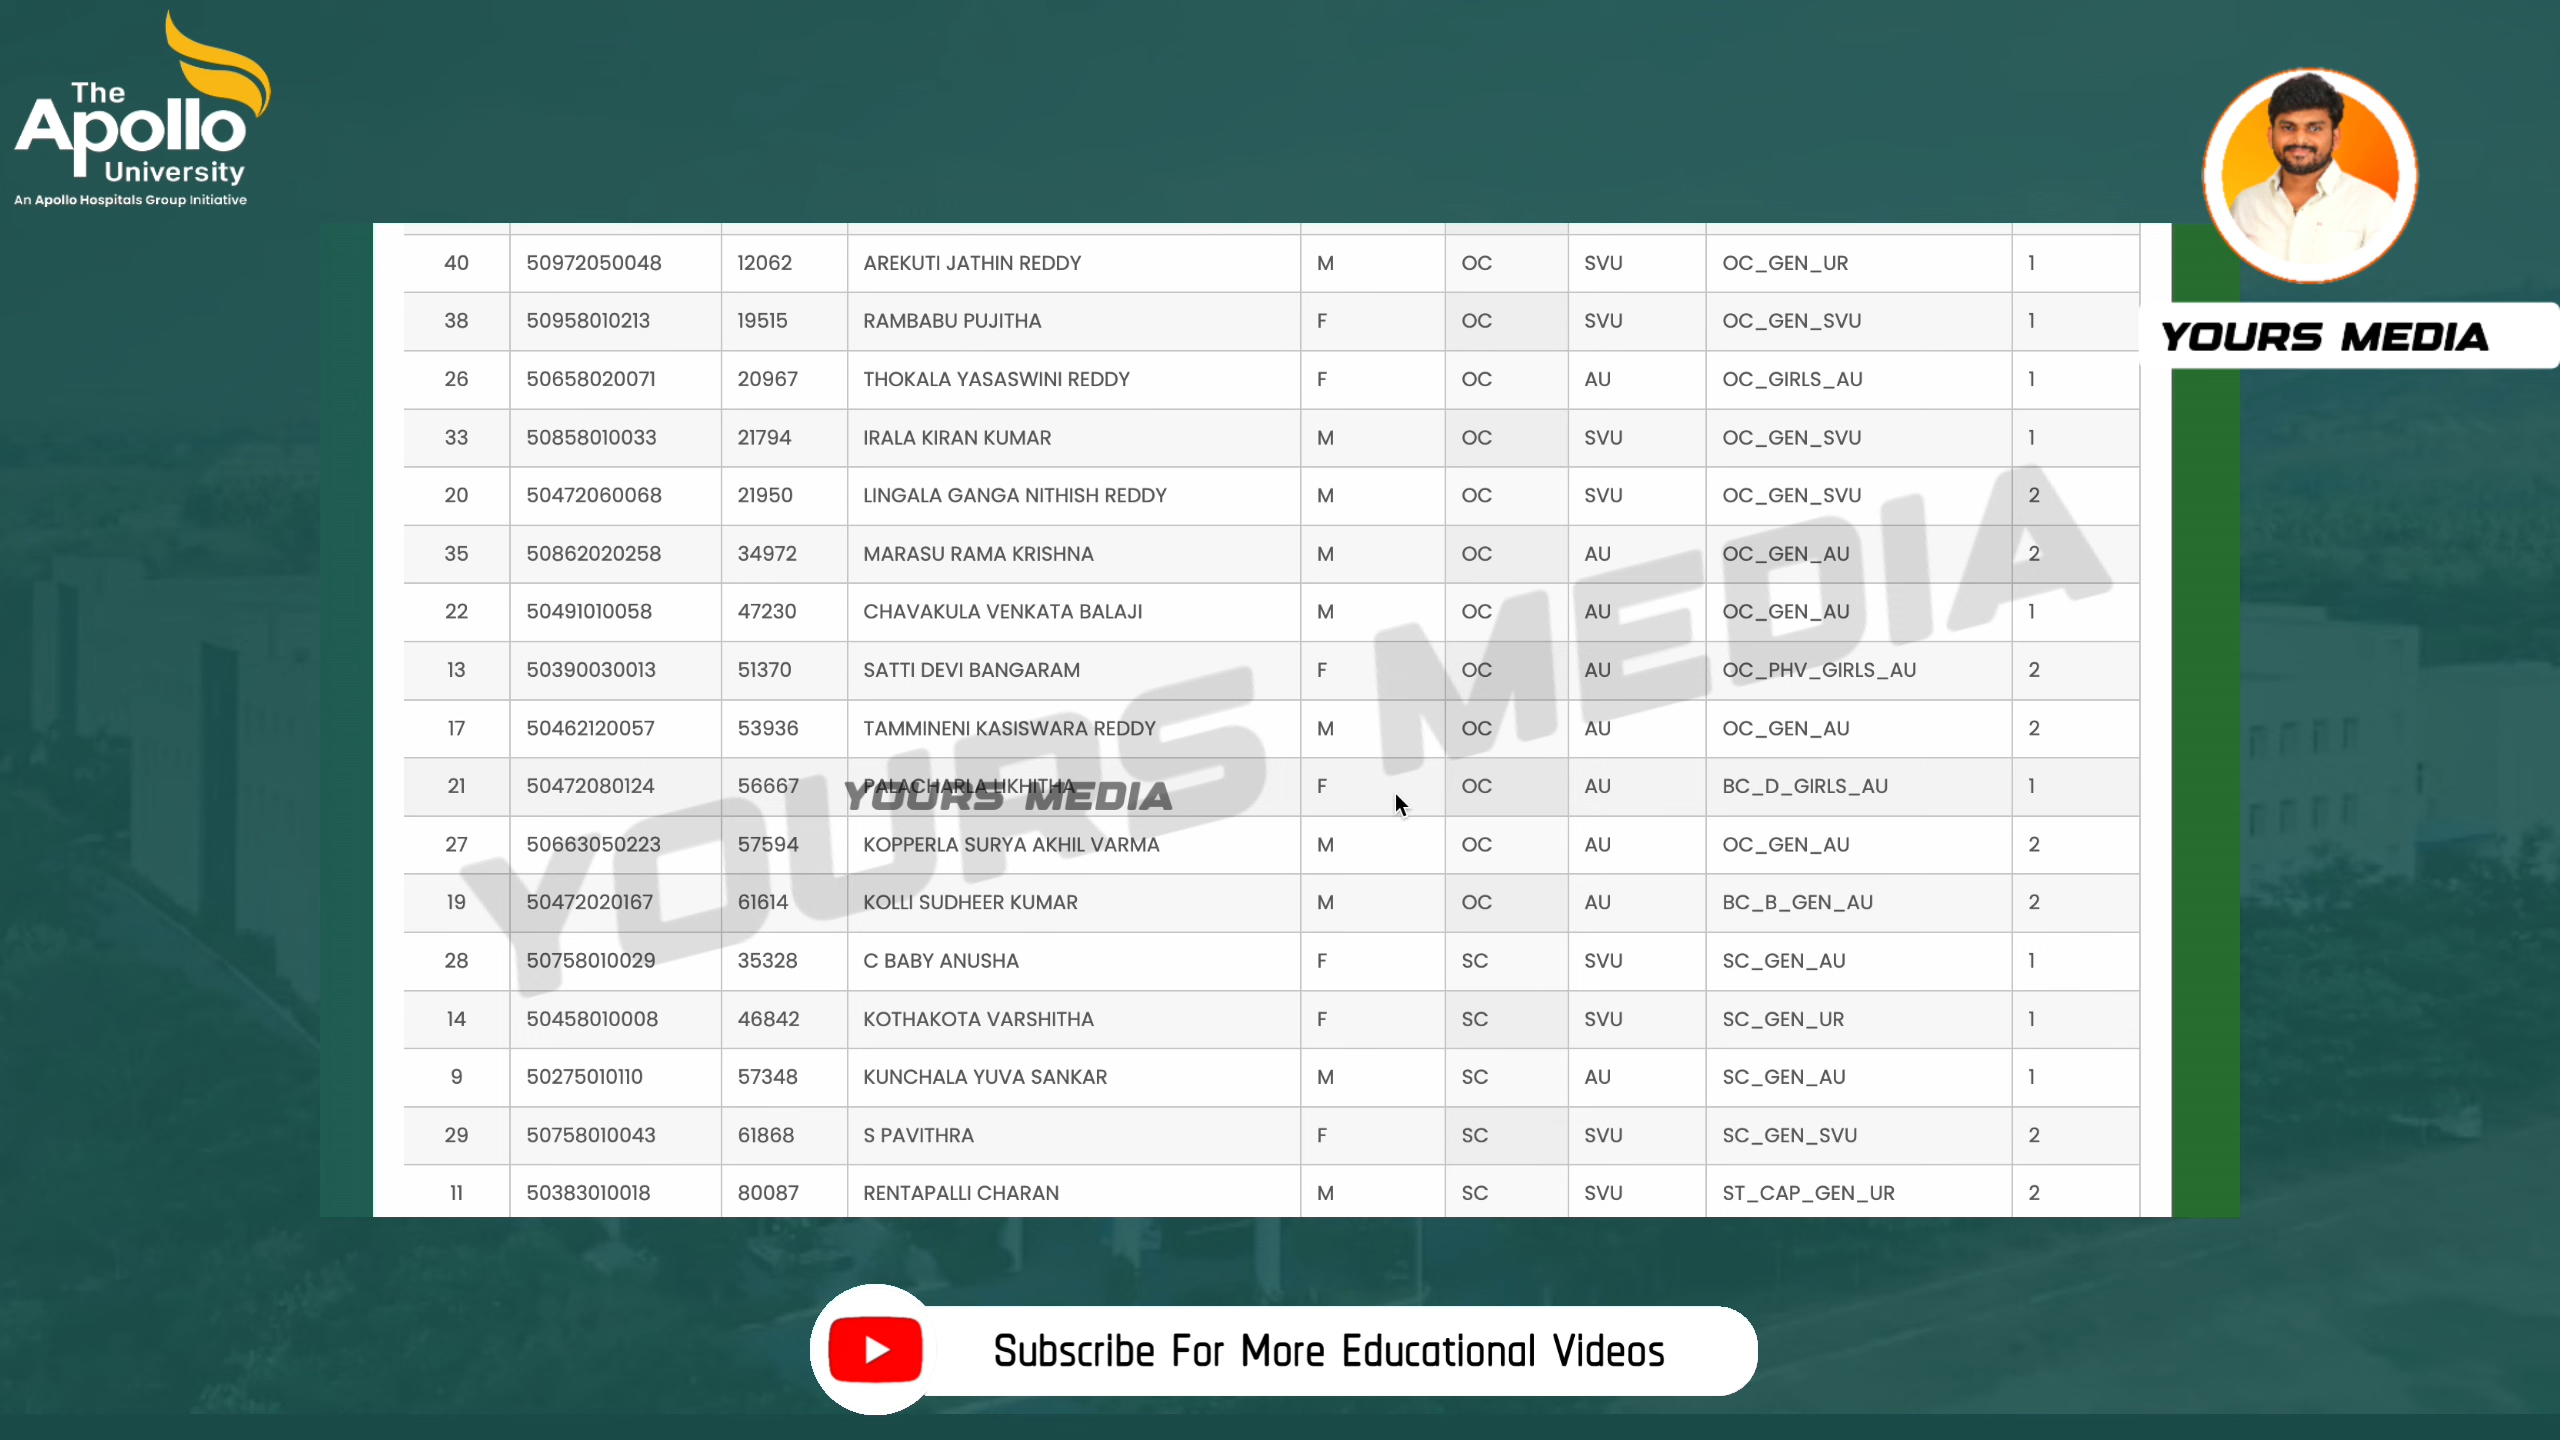 The
Apollo
University
An Apollo Hospitals Group Initiative
YOURS MEDIA
40 50972050048 12062 AREKUTI JATHIN REDDY M OC SVU OC_GEN_UR 1
38 50958010213 19515 RAMBABU PUJITHA F OC SVU OC_GEN_SVU 1
26 50658020071 20967 THOKALA YASASWINI REDDY F OC AU OC_GIRLS_AU 1
33 50858010033 21794 IRALA KIRAN KUMAR M OC SVU OC_GEN_SVU 1
20 50472060068 21950 LINGALA GANGA NITHISH REDDY M OC SVU OC_GEN_SVU 2
35 50862020258 34972 MARASU RAMA KRISHNA M OC AU OC_GEN_AU 2
22 50491010058 47230 CHAVAKULA VENKATA BALAJI M OC AU OC_GEN_AU 1
13 50390030013 51370 SATTI DEVI BANGARAM F OC AU OC_PHV_GIRLS_AU 2
17 50462120057 53936 TAMMINENI KASISWARA REDDY M OC AU OC_GEN_AU 2
21 50472080124 56667 PALACHARLA LIKHITHA F OC AU BC_D_GIRLS_AU 1
27 50663050223 57594 KOPPERLA SURYA AKHIL VARMA M OC AU OC_GEN_AU 2
19 50472020167 61614 KOLLI SUDHEER KUMAR M OC AU BC_B_GEN_AU 2
28 50758010029 35328 C BABY ANUSHA F SC SVU SC_GEN_AU 1
14 50458010008 46842 KOTHAKOTA VARSHITHA F SC SVU SC_GEN_UR 1
9 50275010110 57348 KUNCHALA YUVA SANKAR M SC AU SC_GEN_AU 1
29 50758010043 61868 S PAVITHRA F SC SVU SC_GEN_SVU 2
11 50383010018 80087 RENTAPALLI CHARAN M SC SVU ST_CAP_GEN_UR 2
YOURS MEDIA
YOURS MEDIA
Subscribe For More Educational Videos